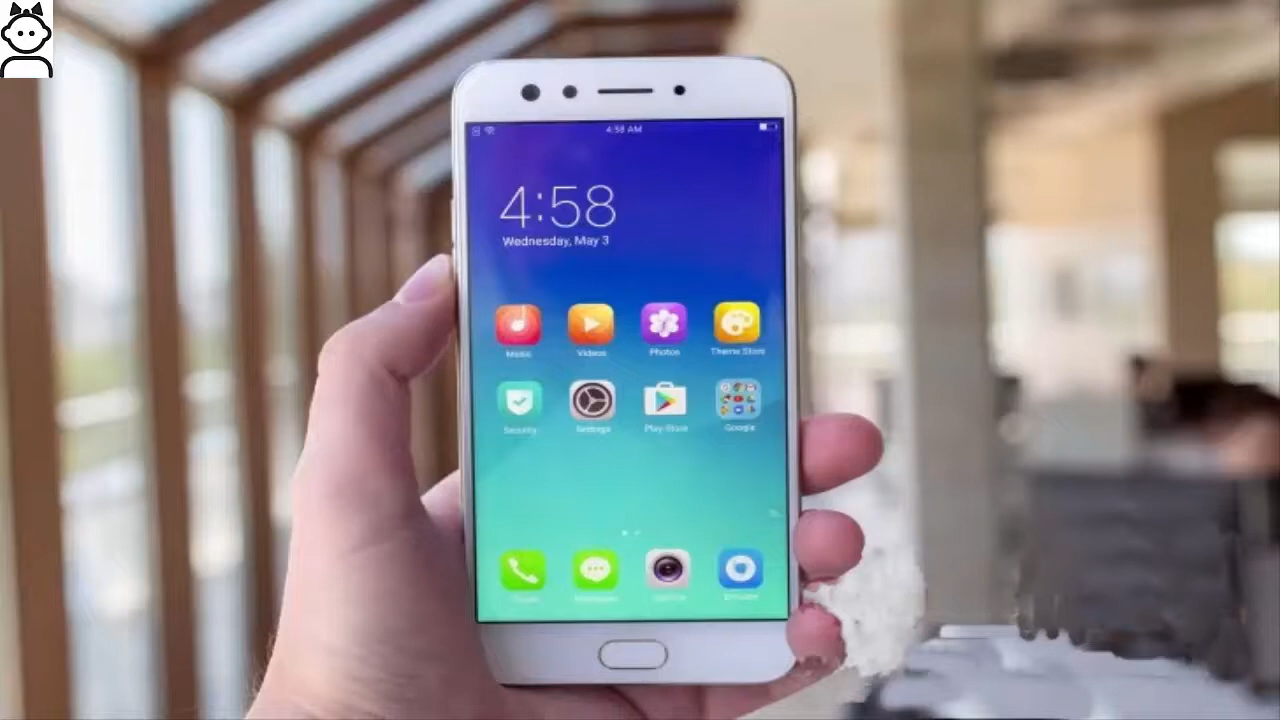 4:58 AM
4:58
Wednesday, May 3
Music Videos Photos Theme Store
Security Settings Play Store Google